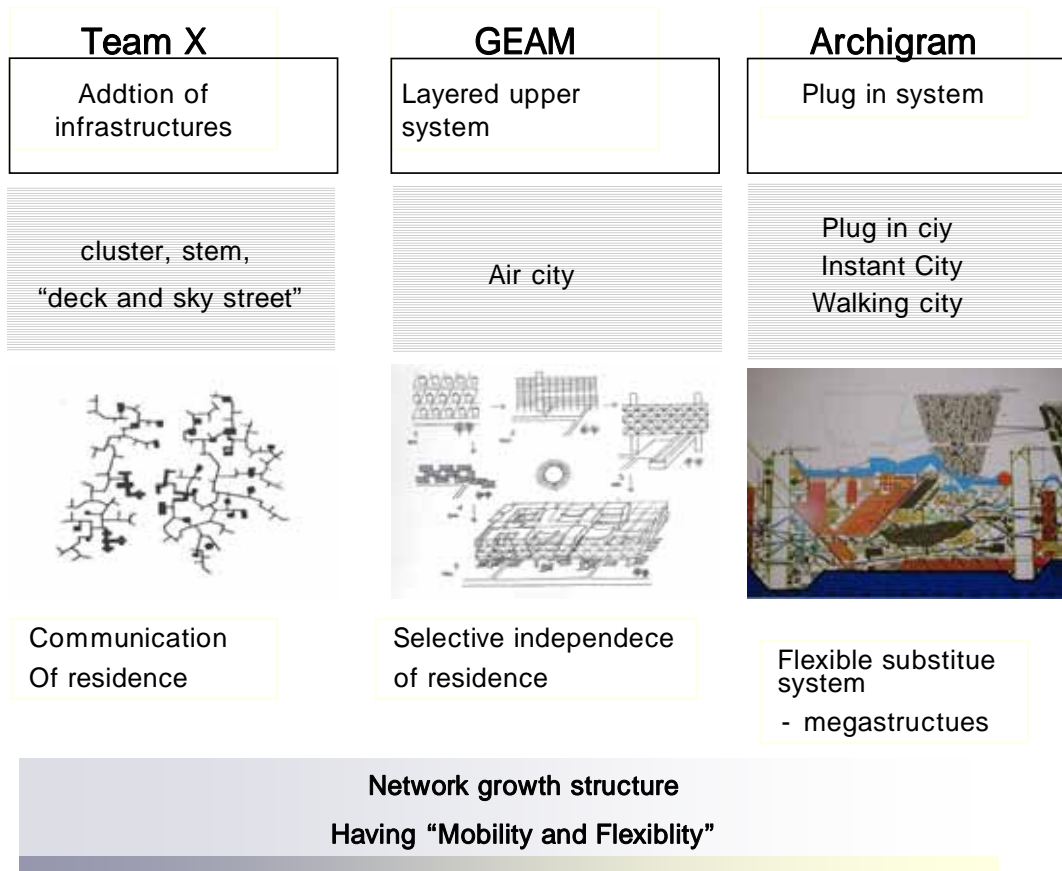 Team X
Addtion of
infrastructures
cluster, stem,
“deck and sky street”
Communication
Of residence
GEAM
Layered upper
system
Air city
Selective independece
of residence
Archigram
Plug in system
Plug in ciy
Instant City
Walking city
Flexible substitue
system
- megastructues
Network growth structure
Having “Mobility and Flexiblity”